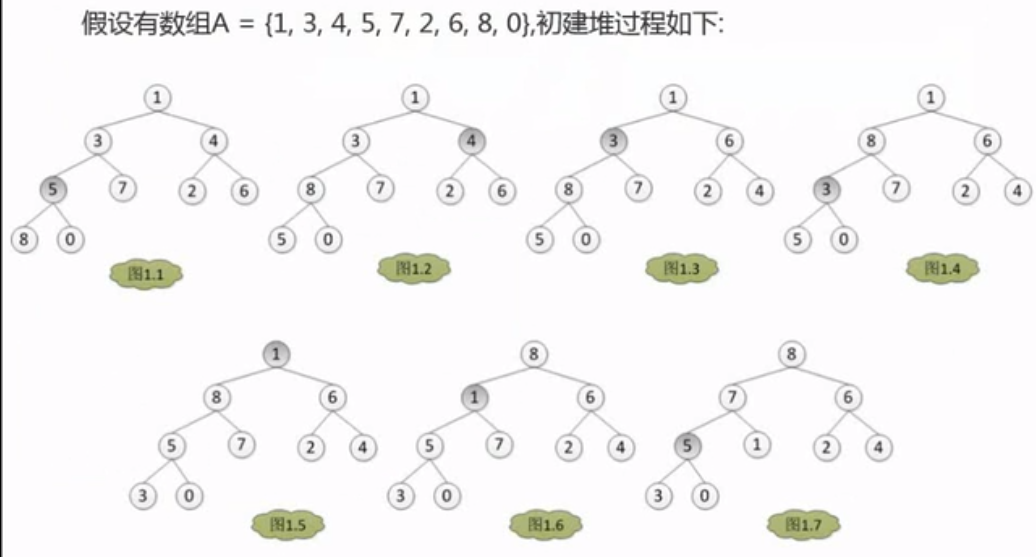 假设有数组A = {1, 3, 4, 5, 7, 2, 6, 8, 0},初建堆过程如下:
1 1 1 1
3 4 3 4 3 6 8 6
5 7 2 6 8 7 2 6 8 7 2 4 3 7 2 4
8 0 5 0 5 0 5 0
图1.1 图1.2 图1.3 图1.4
1 8 8
8 6 1 6 7 6
5 7 2 4 5 7 2 4 5 1 2 4
3 0 3 0 3 0
图1.5 图1.6 图1.7